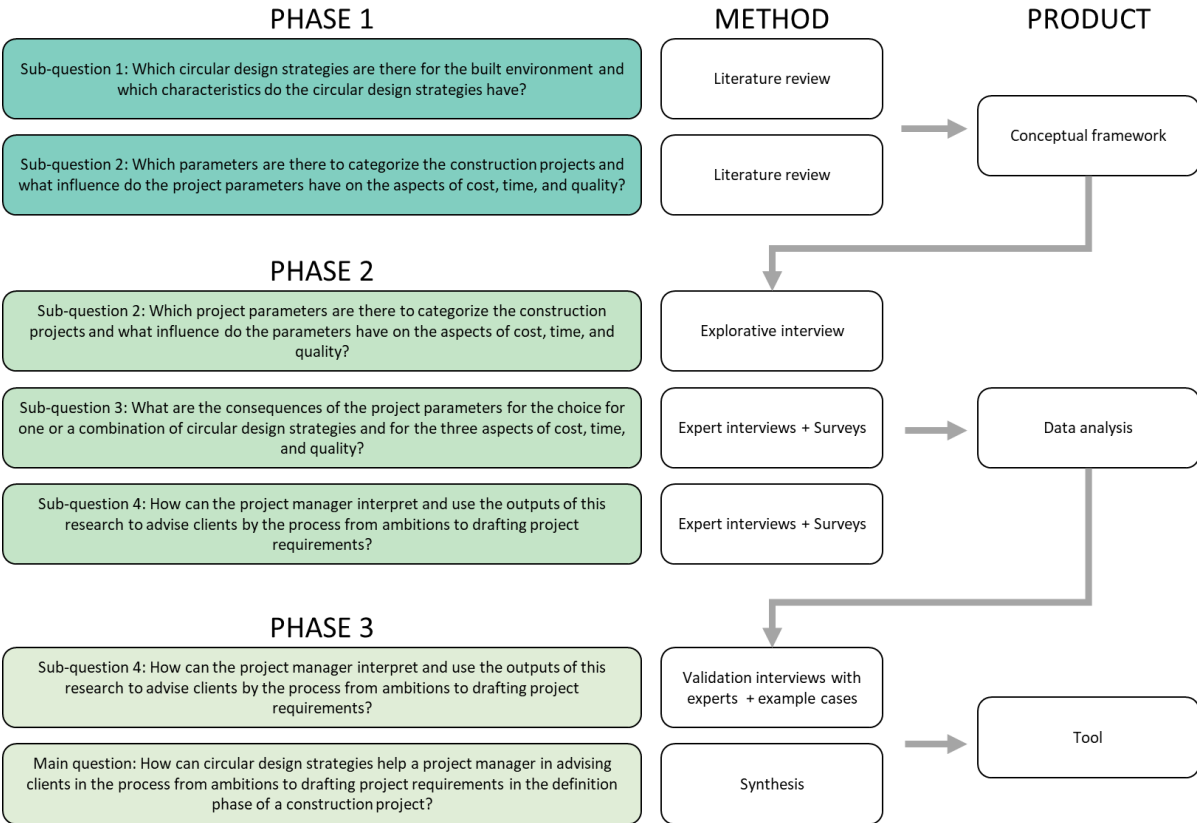 PHASE 1
METHOD
PRODUCT
Sub-question 1: Which circular design strategies are there for the built environment and
which characteristics do the circular design strategies have?
Literature review
Conceptual framework
Sub-question 2: Which parameters are there to categorize the construction projects and
what influence do the project parameters have on the aspects of cost, time, and quality?
Literature review
PHASE 2
Sub-question 2: Which project parameters are there to categorize the construction
projects and what influence do the parameters have on the aspects of cost, time, and
quality?
Explorative interview
Sub-question 3: What are the consequences of the project parameters for the choice for
one or a combination of circular design strategies and for the three aspects of cost, time,
and quality?
Expert interviews + Surveys
Data analysis
Sub-question 4: How can the project manager interpret and use the outputs of this
research to advise clients by the process from ambitions to drafting project
requirements?
Expert interviews + Surveys
PHASE 3
Sub-question 4: How can the project manager interpret and use the outputs of this
research to advise clients by the process from ambitions to drafting project
requirements?
Validation interviews with
experts + example cases
Tool
Main question: How can circular design strategies help a project manager in advising
clients in the process from ambitions to drafting project requirements in the definition
phase of a construction project?
Synthesis